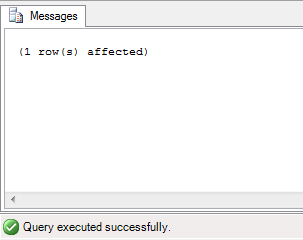 Messages
(1 row(s) affected)
Query executed successfully.